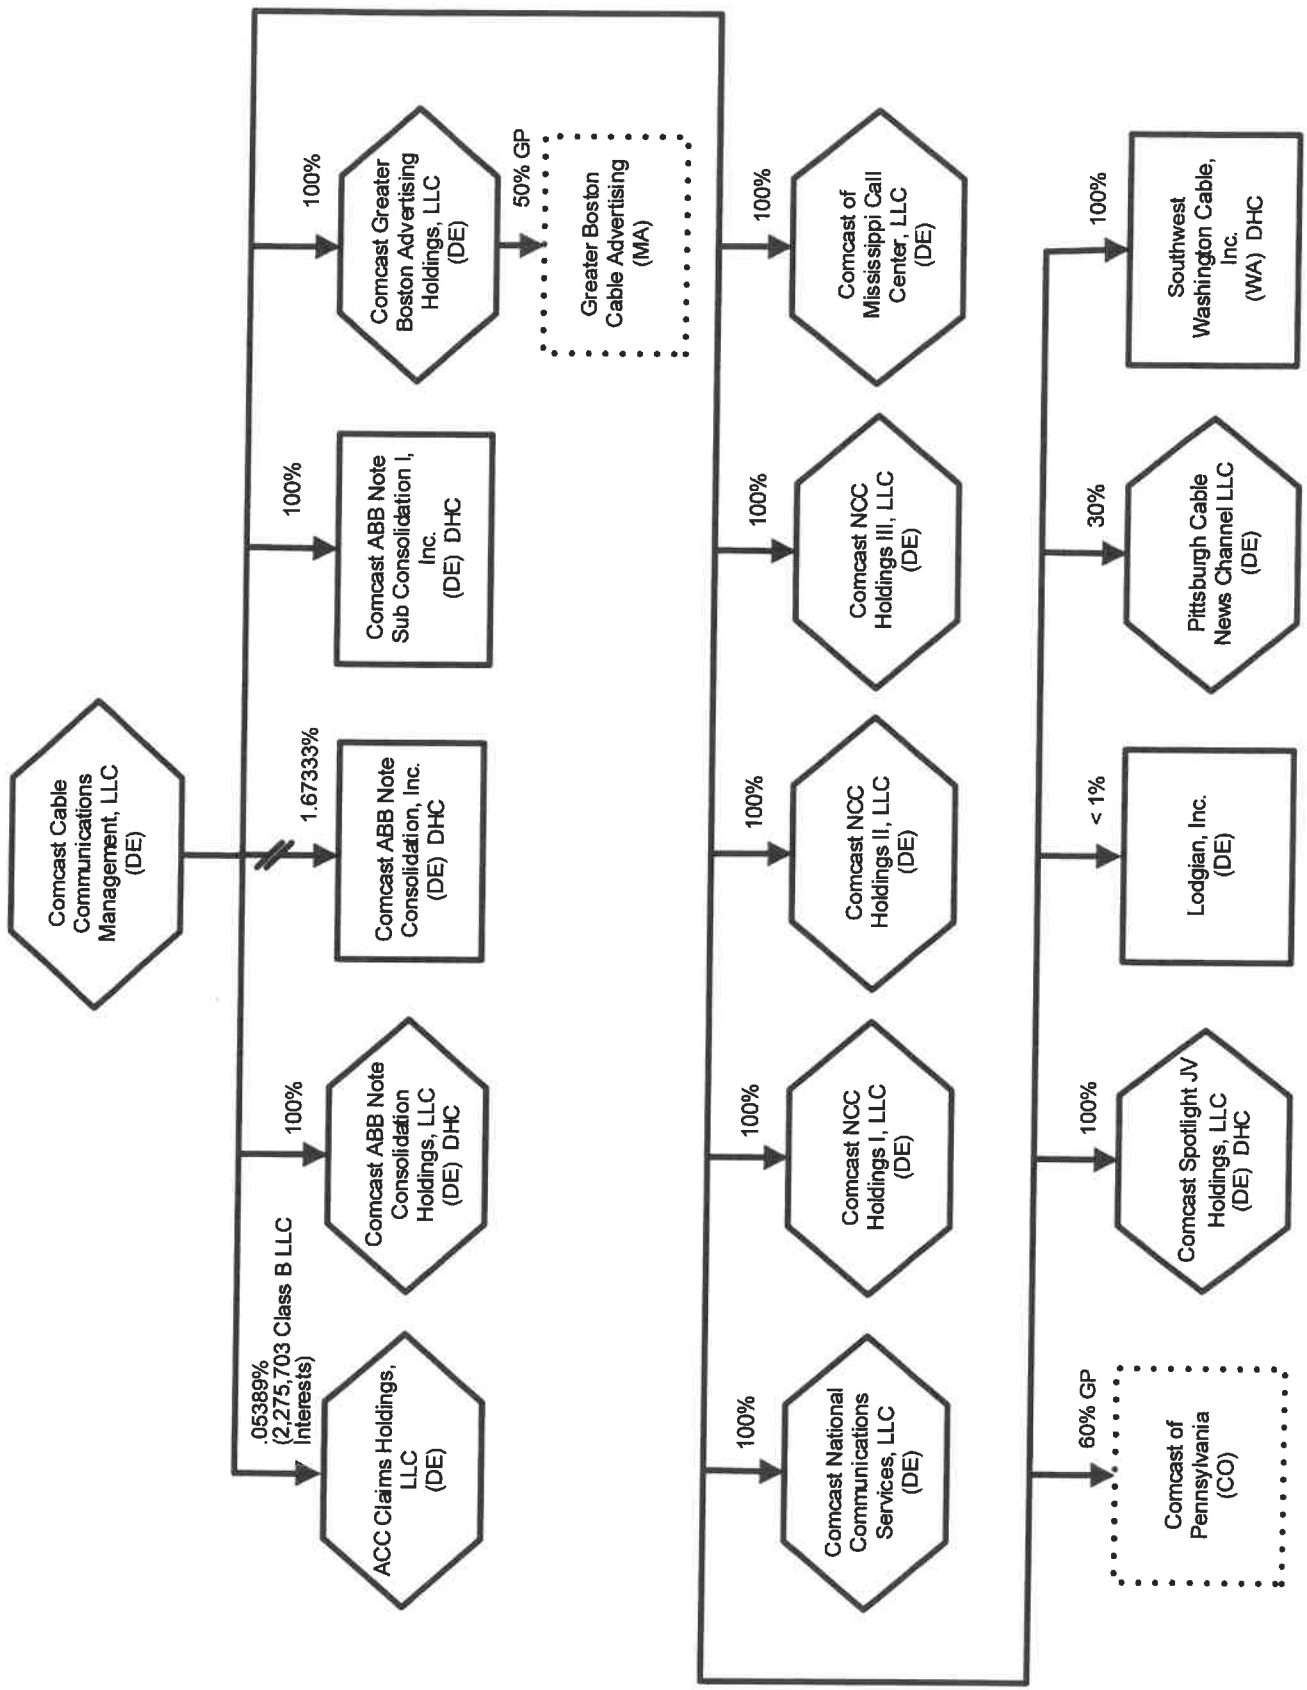 Comcast Cable
Communications
Management, LLC
(DE)
.05389%
(2,275,703 Class B LLC
Interests)
ACC Claims Holdings,
LLC
(DE)
100%
Comcast ABB Note
Consolidation
Holdings, LLC
(DE) DHC
1.67333%
Comcast ABB Note
Consolidation, Inc.
(DE) DHC
100%
Comcast ABB Note
Sub Consolidation I,
Inc.
(DE) DHC
100%
Comcast Greater
Boston Advertising
Holdings, LLC
(DE)
50% GP
Greater Boston
Cable Advertising
(MA)
100%
Comcast National
Communications
Services, LLC
(DE)
100%
Comcast NCC
Holdings I, LLC
(DE)
100%
Comcast NCC
Holdings II, LLC
(DE)
100%
Comcast NCC
Holdings III, LLC
(DE)
100%
Comcast of
Mississippi Call
Center, LLC
(DE)
60% GP
Comcast of
Pennsylvania
(CO)
100%
Comcast Spotlight JV
Holdings, LLC
(DE) DHC
< 1%
Lodgian, Inc.
(DE)
30%
Pittsburgh Cable
News Channel LLC
(DE)
100%
Southwest
Washington Cable,
Inc.
(WA) DHC